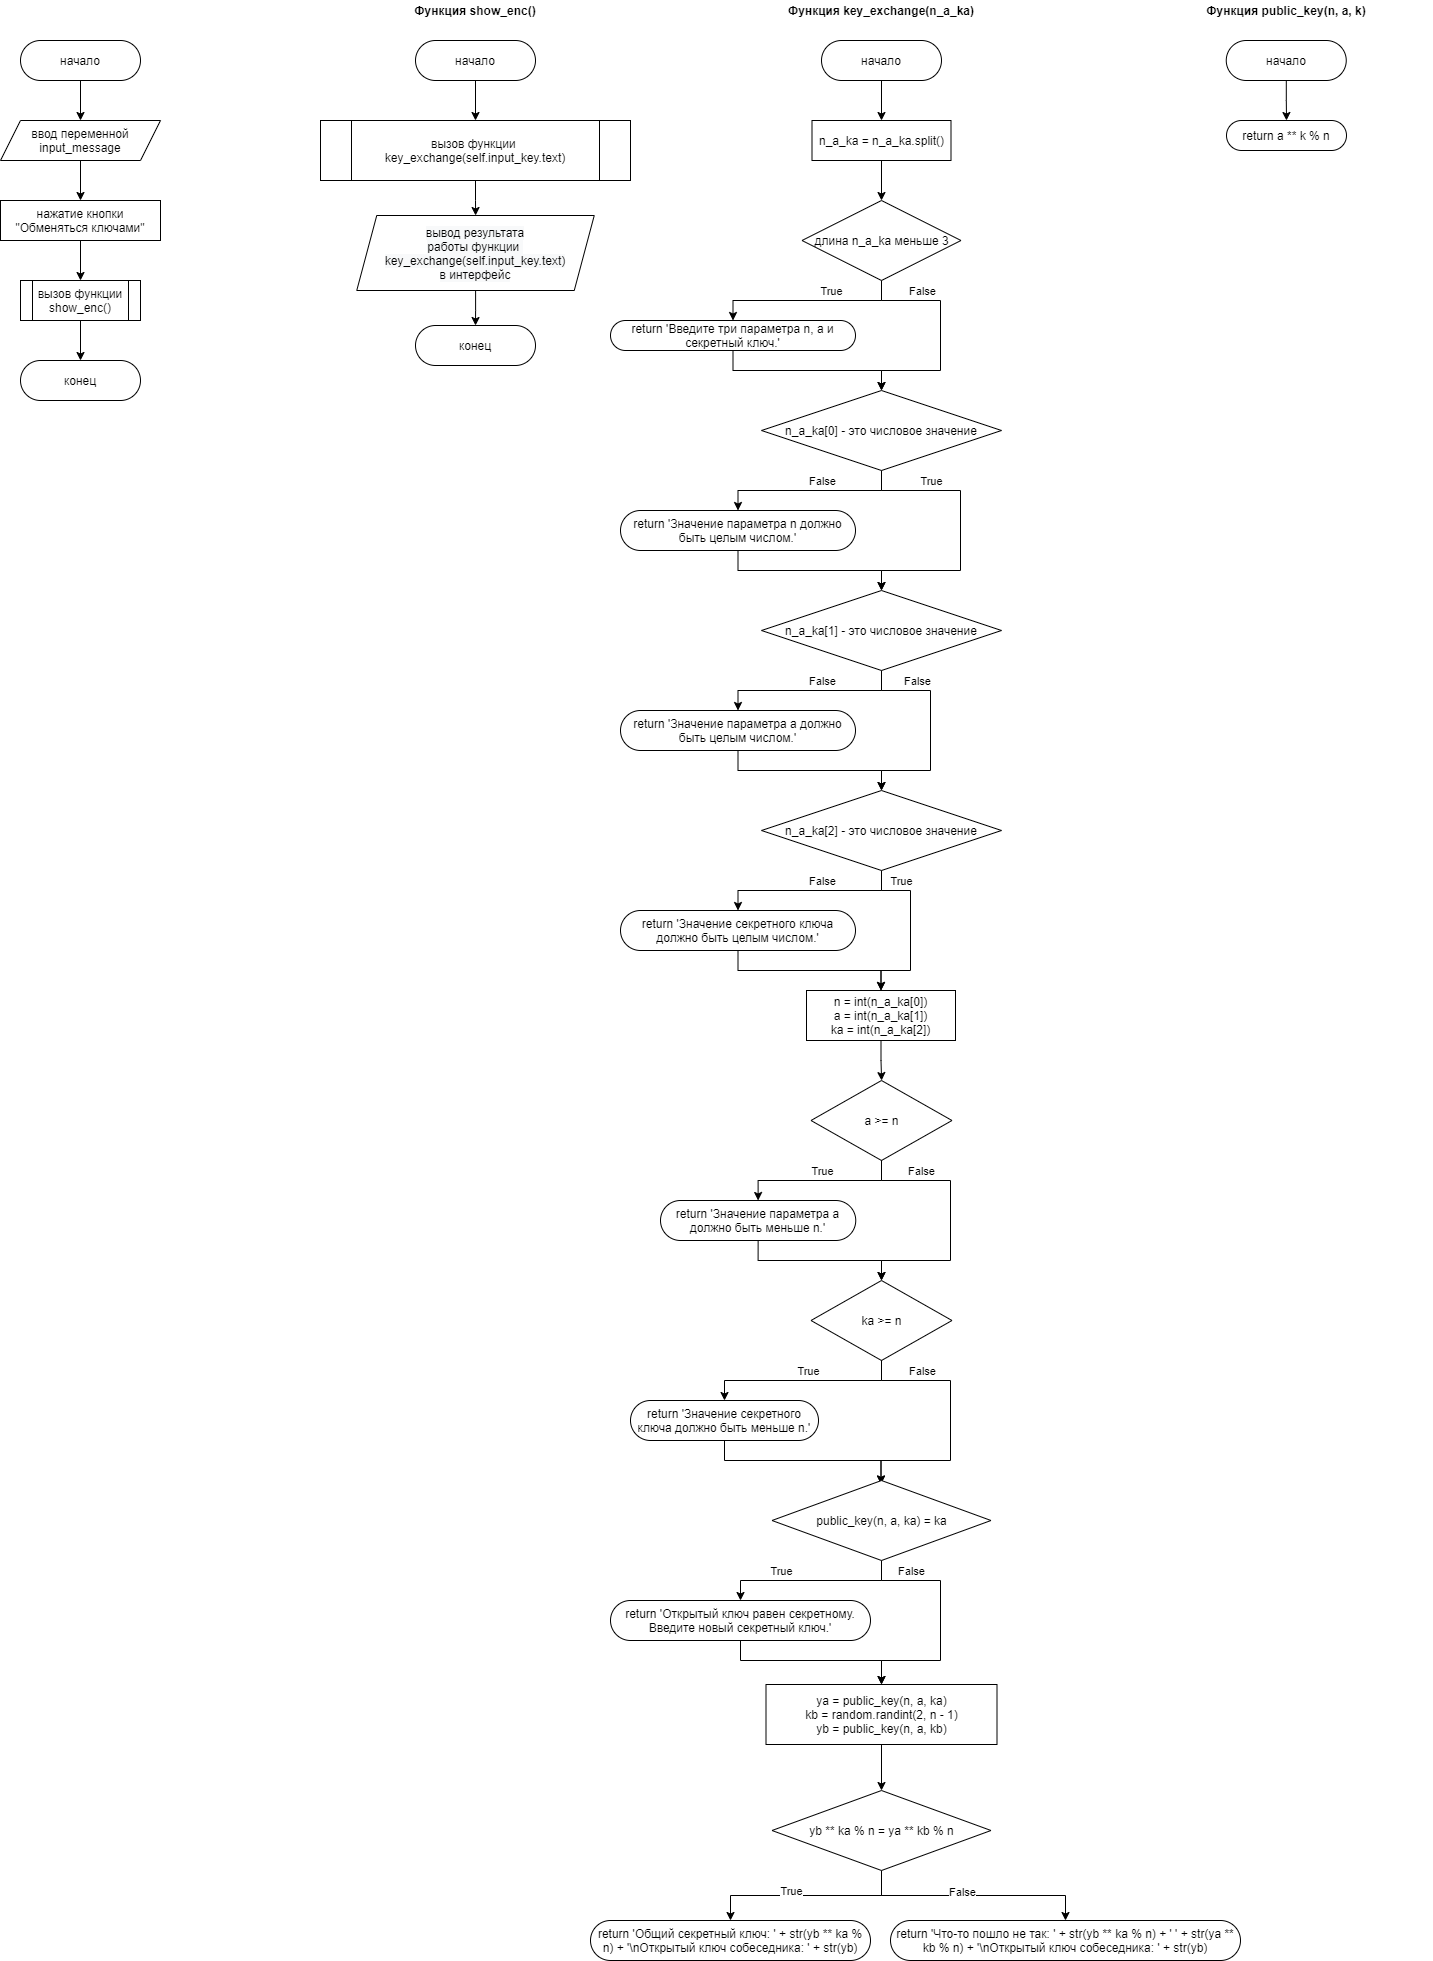 начало
ввод переменной
input_message
нажатие кнопки
"Обменяться ключами"
вызов функции
show_enc()
конец
Функция show_enc()
начало
вызов функции
key_exchange(self.input_key.text)
вывод результата
работы функции
key_exchange(self.input_key.text)
в интерфейс
конец
Функция key_exchange(n_a_ka)
начало
n_a_ka = n_a_ka.split()
длина n_a_ka меньше 3
True
False
return 'Введите три параметра n, a и
секретный ключ.'
n_a_ka[0] - это числовое значение
False
True
return 'Значение параметра n должно
быть целым числом.'
n_a_ka[1] - это числовое значение
False
False
return 'Значение параметра a должно
быть целым числом.'
n_a_ka[2] - это числовое значение
False
True
return 'Значение секретного ключа
должно быть целым числом.'
n = int(n_a_ka[0])
a = int(n_a_ka[1])
ka = int(n_a_ka[2])
a >= n
True
False
return 'Значение параметра a
должно быть меньше n.'
ka >= n
True
False
return 'Значение секретного
ключа должно быть меньше n.'
public_key(n, a, ka) = ka
True
False
return 'Открытый ключ равен секретному.
Введите новый секретный ключ.'
ya = public_key(n, a, ka)
kb = random.randint(2, n - 1)
yb = public_key(n, a, kb)
yb ** ka % n = ya ** kb % n
True
False
return 'Общий секретный ключ: ' + str(yb ** ka %
n) + '\nОткрытый ключ собеседника: ' + str(yb)
return 'Что-то пошло не так: ' + str(yb ** ka % n) + ' ' + str(ya **
kb % n) + '\nОткрытый ключ собеседника: ' + str(yb)
Функция public_key(n, a, k)
начало
return a ** k % n